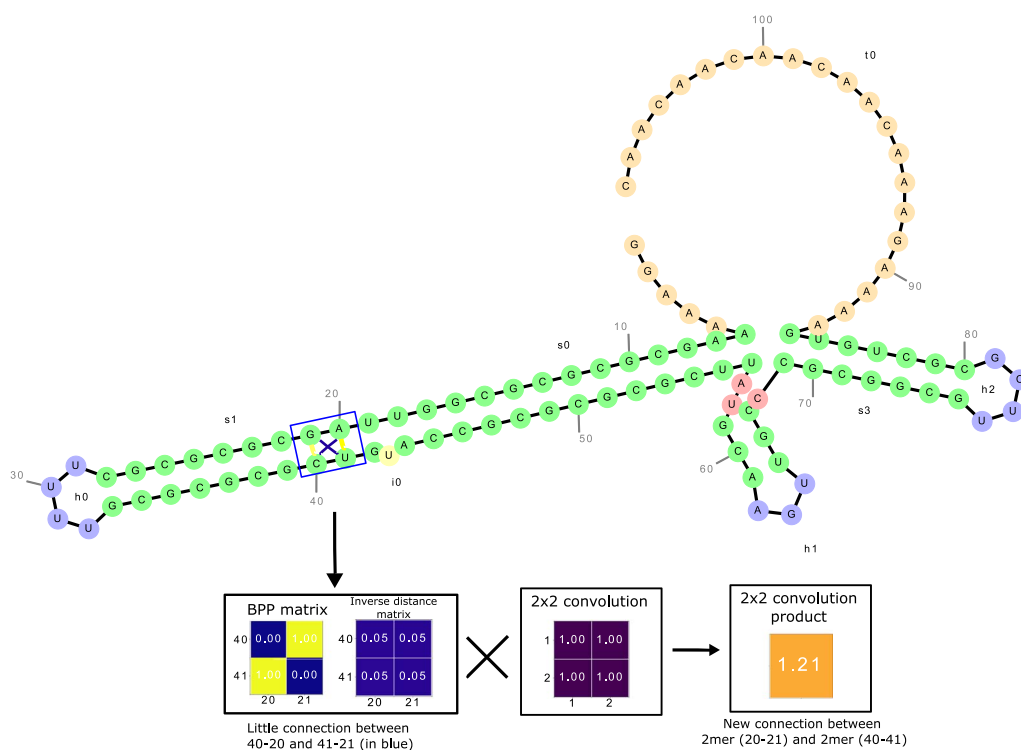 100
t0
C A A C A A C A A C A A C A A A G A A A A
90
G G A A A A A G C G C G C G G U U A G C G C G C G C U
10
s0
20
s1
30
U U U
h0
G C G C G C G C U G U A C C G C G C G C U U
40
i0
50
A U G C A A G U U G C C
60
h1
C G C G G C G U U C G C U G U G
70
s3
80
h2
BPP matrix
Inverse distance
matrix
40 0.00 1.00
41 1.00 0.00
20 21
40 0.05 0.05
41 0.05 0.05
20 21
2x2 convolution
1 1.00 1.00
2 1.00 1.00
1 2
2x2 convolution
product
1.21
Little connection between
40-20 and 41-21 (in blue)
New connection between
2mer (20-21) and 2mer (40-41)